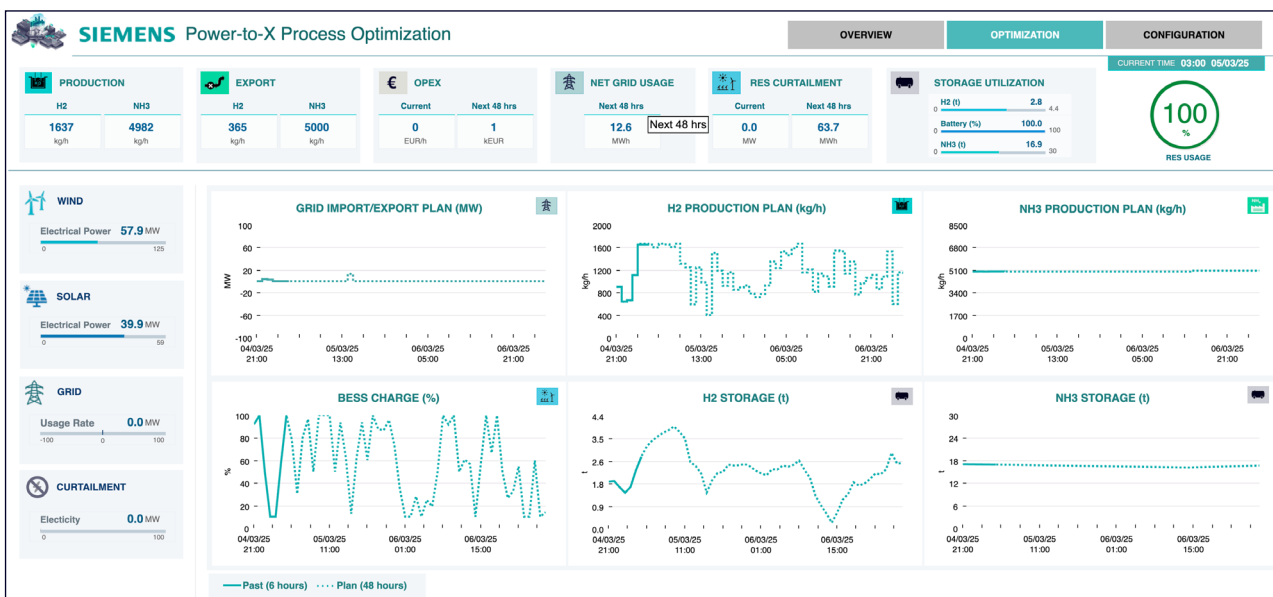 SIEMENS Power-to-X Process Optimization
OVERVIEW OPTIMIZATION CONFIGURATION
CURRENT TIME 03:00 05/03/25
PRODUCTION
H2 NH3
1637 4982
kg/h kg/h
EXPORT
H2 NH3
365 5000
kg/h kg/h
€ OPEX
Current Next 48 hrs
0 1
EUR/h kEUR
NET GRID USAGE
Next 48 hrs
12.6
MWh
Next 48 hrs
RES CURTAILMENT
Current Next 48 hrs
0.0 63.7
MW MWh
STORAGE UTILIZATION
H2 (t) 2.8
0 4.4
Battery (%) 100.0
0 100
NH3 (t) 16.9
0 30
100
%
RES USAGE
WIND
Electrical Power 57.9 MW
0 125
SOLAR
Electrical Power 39.9 MW
0 59
GRID
Usage Rate 0.0 MW
-100 0 100
CURTAILMENT
Electicity 0.0 MW
0 100
GRID IMPORT/EXPORT PLAN (MW)
MW
100
60
20
-20
-60
-100
04/03/25 05/03/25 06/03/25 06/03/25
21:00 13:00 05:00 21:00
H2 PRODUCTION PLAN (kg/h)
kg/h
2000
1600
1200
800
400
0
04/03/25 05/03/25 06/03/25 06/03/25
21:00 13:00 05:00 21:00
NH3 PRODUCTION PLAN (kg/h)
kg/h
8500
6800
5100
3400
1700
0
04/03/25 05/03/25 06/03/25 06/03/25
21:00 13:00 05:00 21:00
BESS CHARGE (%)
%
100
80
60
40
20
0
04/03/25 05/03/25 06/03/25 06/03/25
21:00 11:00 01:00 15:00
H2 STORAGE (t)
t
4.4
3.5
2.6
1.8
0.9
0.0
04/03/25 05/03/25 06/03/25 06/03/25
21:00 11:00 01:00 15:00
NH3 STORAGE (t)
t
30
24
18
12
6
0
04/03/25 05/03/25 06/03/25 06/03/25
21:00 11:00 01:00 15:00
Past (6 hours) Plan (48 hours)